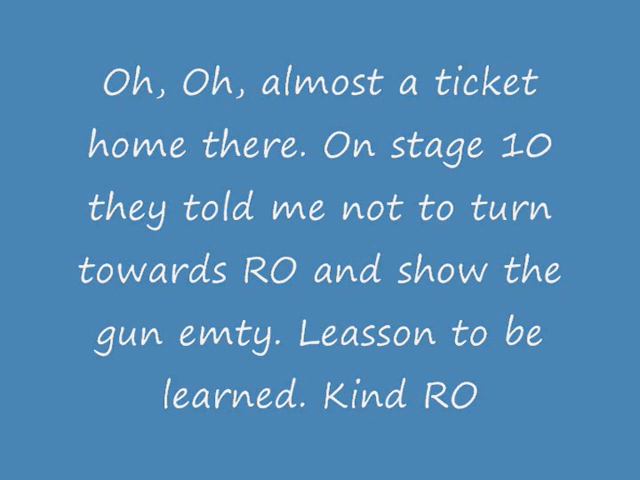 Oh, Oh, almost a ticket
home there. On stage 10
they told me not to turn
towards RO and show the
gun emty. Leasson to be
learned. Kind RO